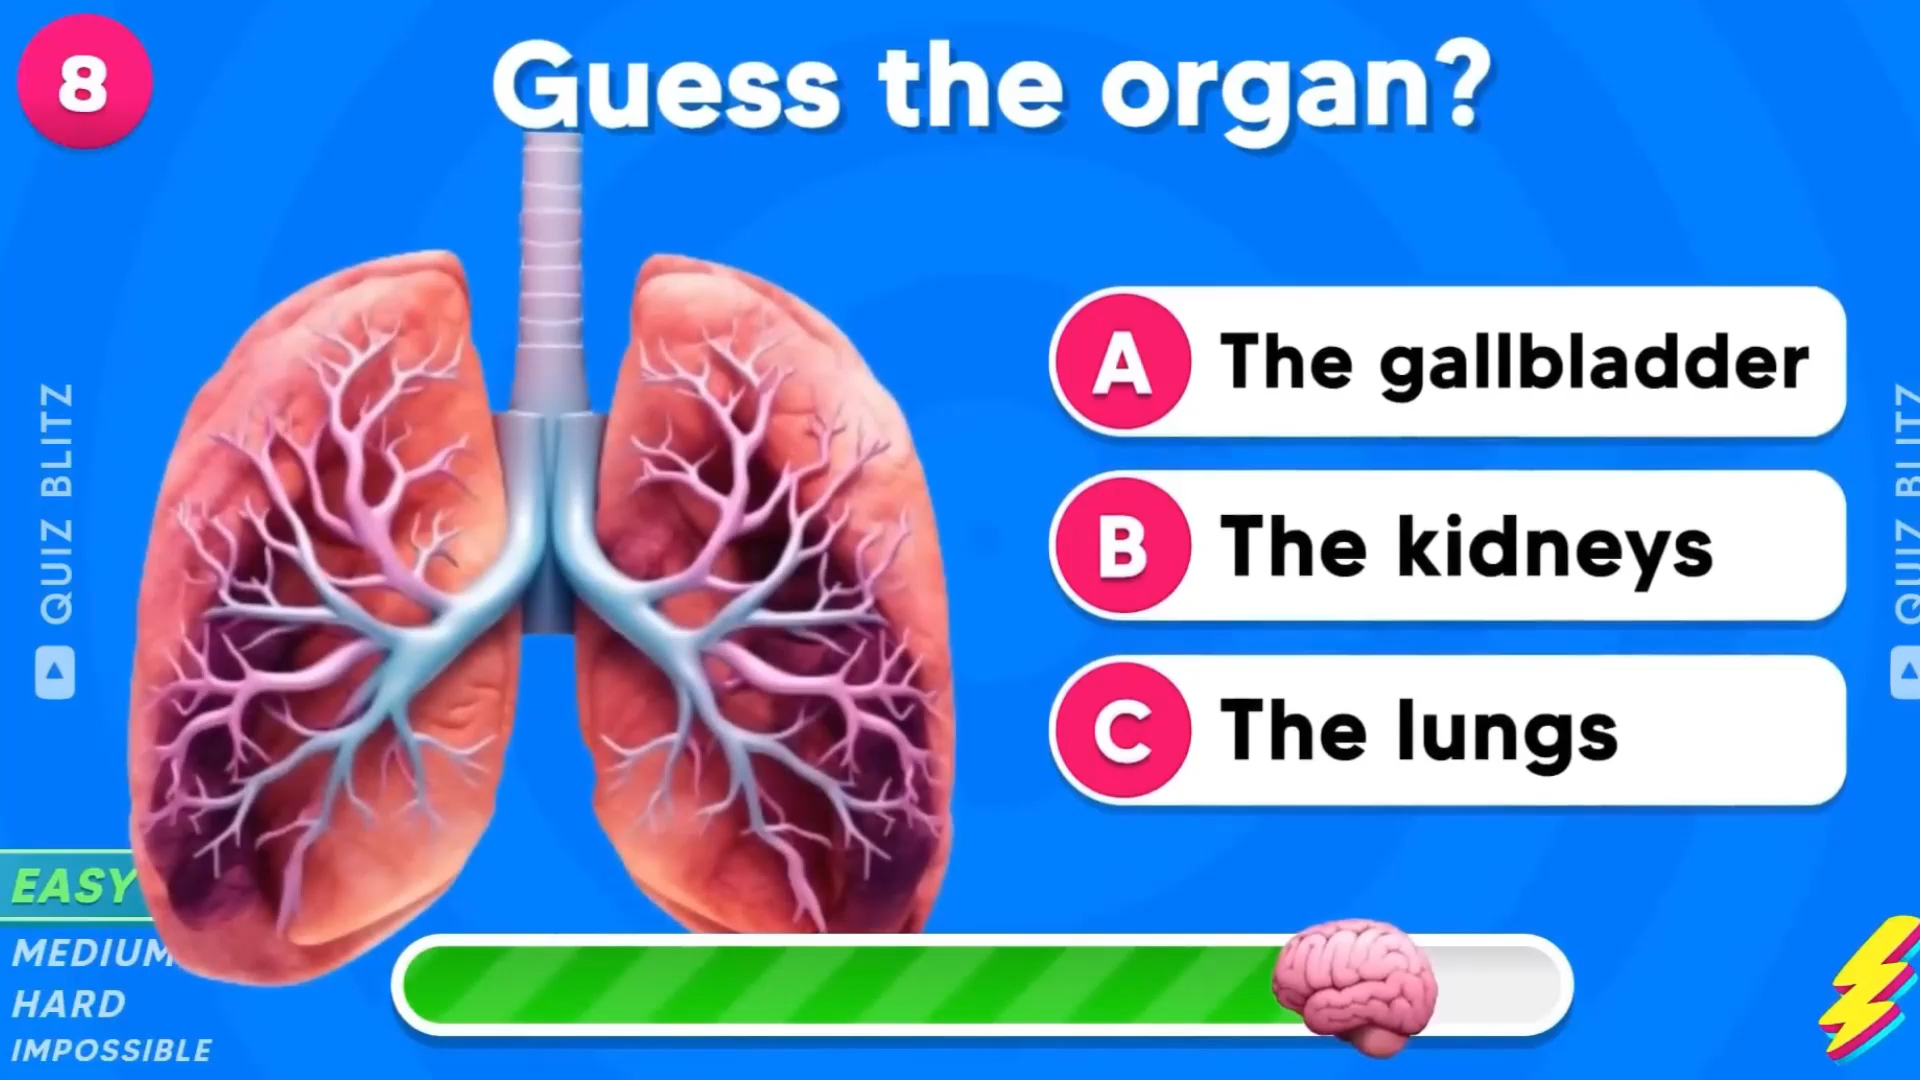 8
Guess the organ?
A The gallbladder
B The kidneys
C The lungs
QUIZ BLITZ
QUIZ BLITZ
EASY
MEDIUM
HARD
IMPOSSIBLE